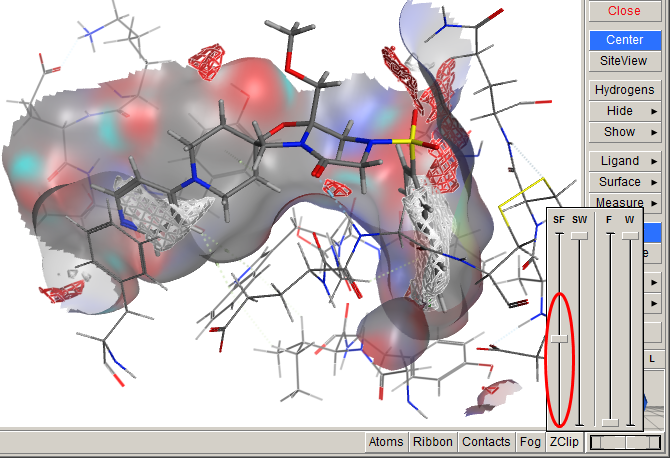 Close
Center
SiteView
Hydrogens
Hide
Show
Ligand
Surface
Measure
SF SW F W
e
L
Atoms Ribbon Contacts Fog ZClip